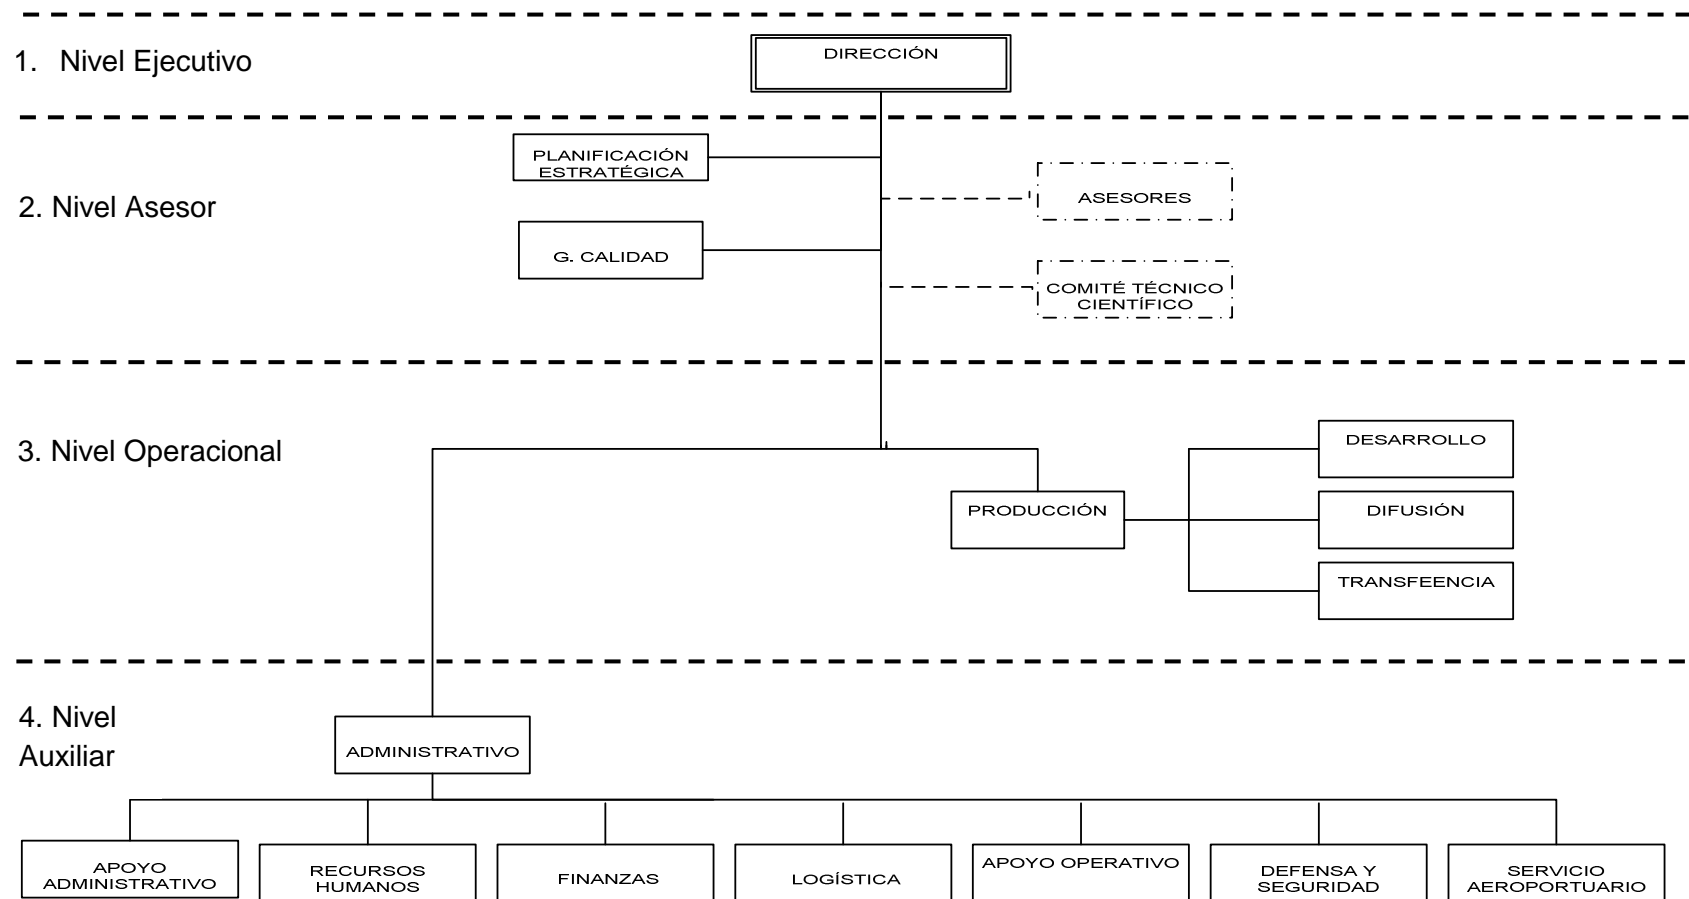 1. Nivel Ejecutivo
DIRECCIÓN
PLANIFICACIÓN
ESTRATÉGICA
2. Nivel Asesor
ASESORES
G. CALIDAD
COMITÉ TÉCNICO
CIENTÍFICO
3. Nivel Operacional
DESARROLLO
PRODUCCIÓN
DIFUSIÓN
TRANSFEENCIA
4. Nivel
Auxiliar
ADMINISTRATIVO
APOYO
ADMINISTRATIVO
RECURSOS
HUMANOS
FINANZAS
LOGÍSTICA
APOYO OPERATIVO
DEFENSA Y
SEGURIDAD
SERVICIO
AEROPORTUARIO